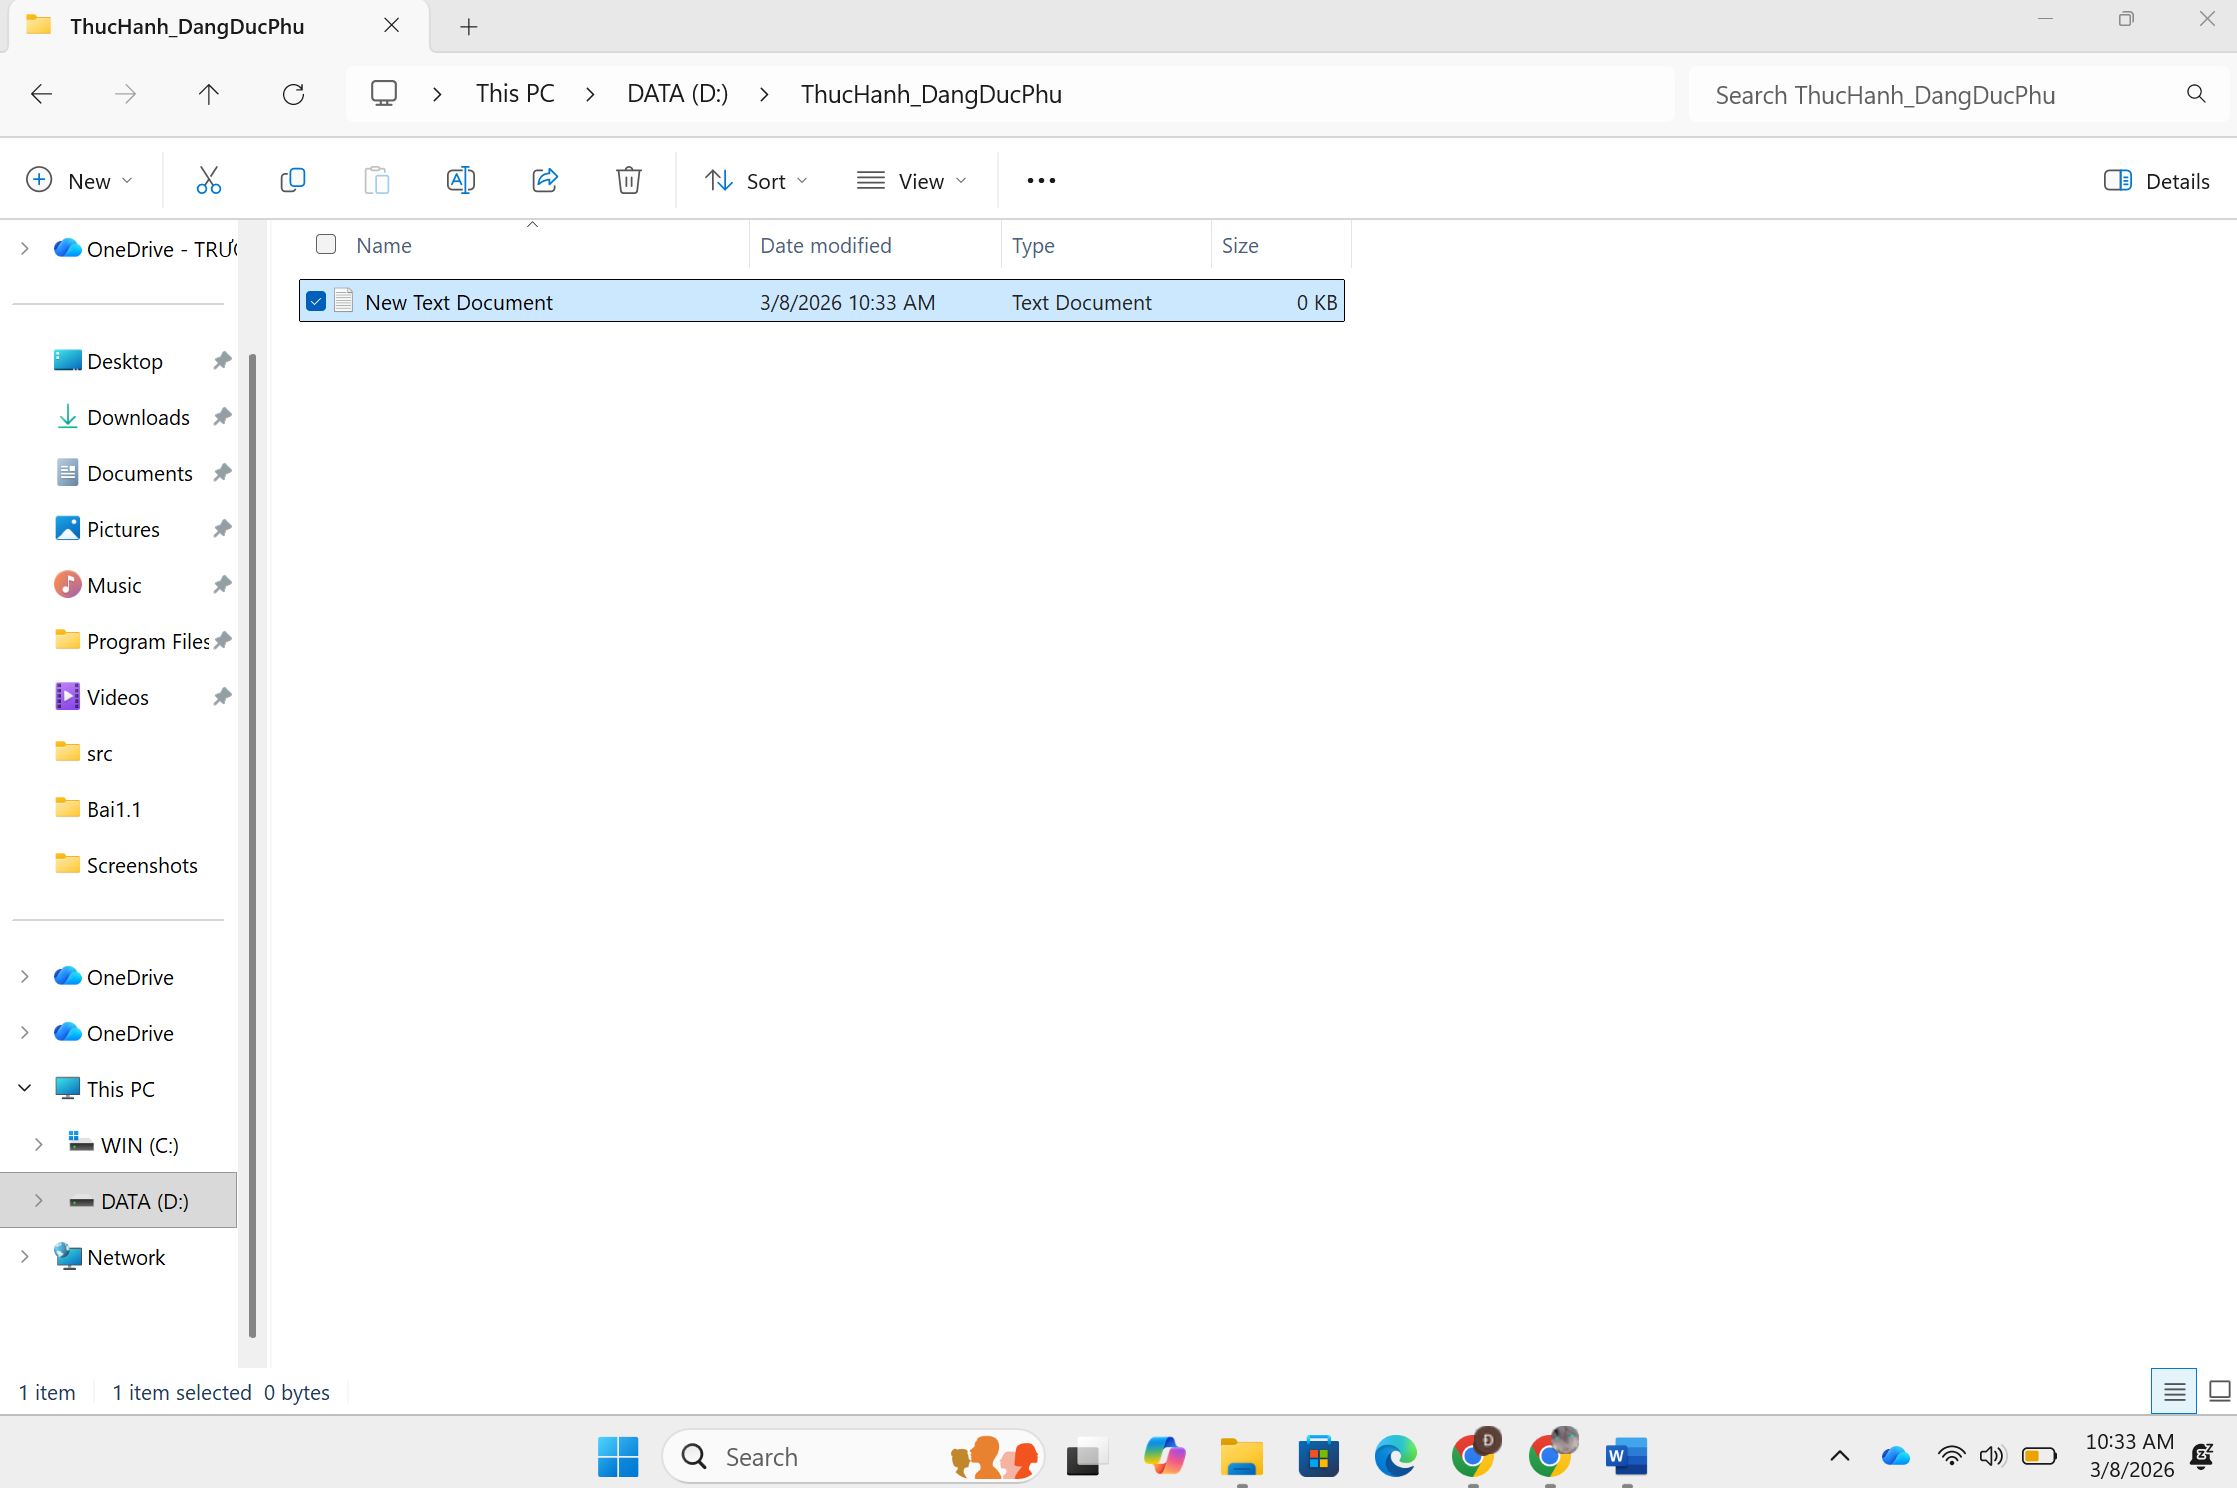 ThucHanh_DangDucPhu
This PC
DATA (D:)
ThucHanh_DangDucPhu
Search ThucHanh_DangDucPhu
New
Sort
View
Details
OneDrive - TRƯỜ
Name
Date modified
Type
Size
New Text Document
3/8/2026 10:33 AM
Text Document
0 KB
Desktop
Downloads
Documents
Pictures
Music
Program Files
Videos
src
Bai1.1
Screenshots
OneDrive
OneDrive
This PC
WIN (C:)
DATA (D:)
Network
1 item
1 item selected 0 bytes
Search
10:33 AM
3/8/2026